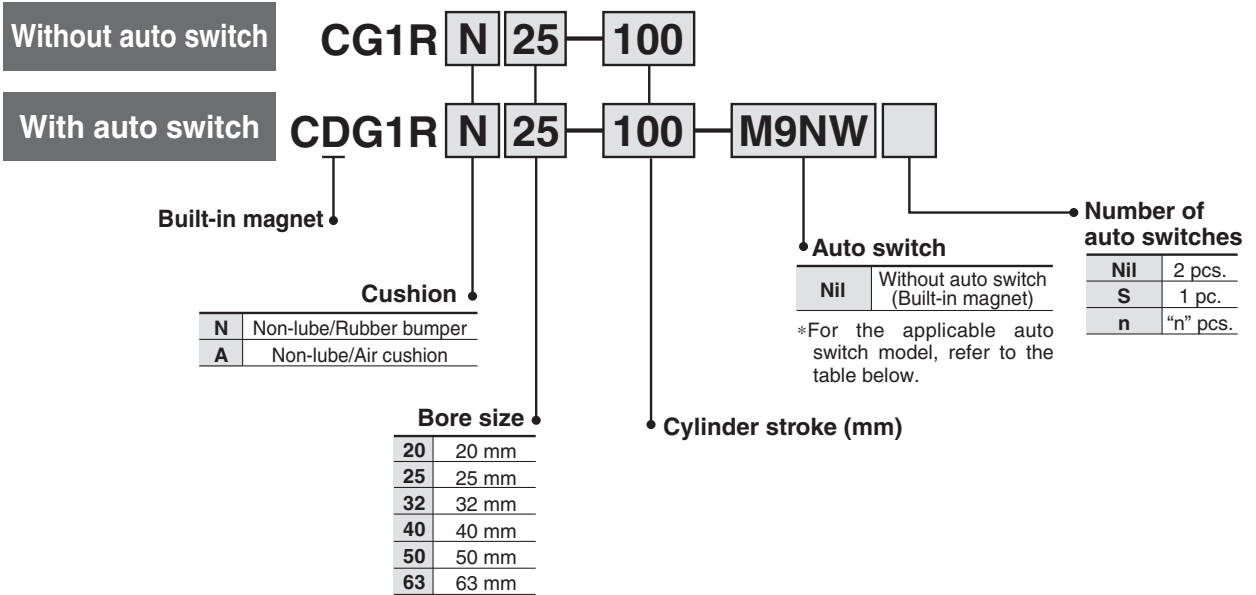 Without auto switch CG1R N 25 — 100
With auto switch CDG1R N 25 — 100 — M9NW
Built-in magnet
Number of
auto switches
Nil 2 pcs.
S 1 pc.
n "n" pcs.
Auto switch
Nil Without auto switch
(Built-in magnet)
*For the applicable auto
switch model, refer to the
table below.
Cushion
N Non-lube/Rubber bumper
A Non-lube/Air cushion
Bore size
20 20 mm
25 25 mm
32 32 mm
40 40 mm
50 50 mm
63 63 mm
Cylinder stroke (mm)